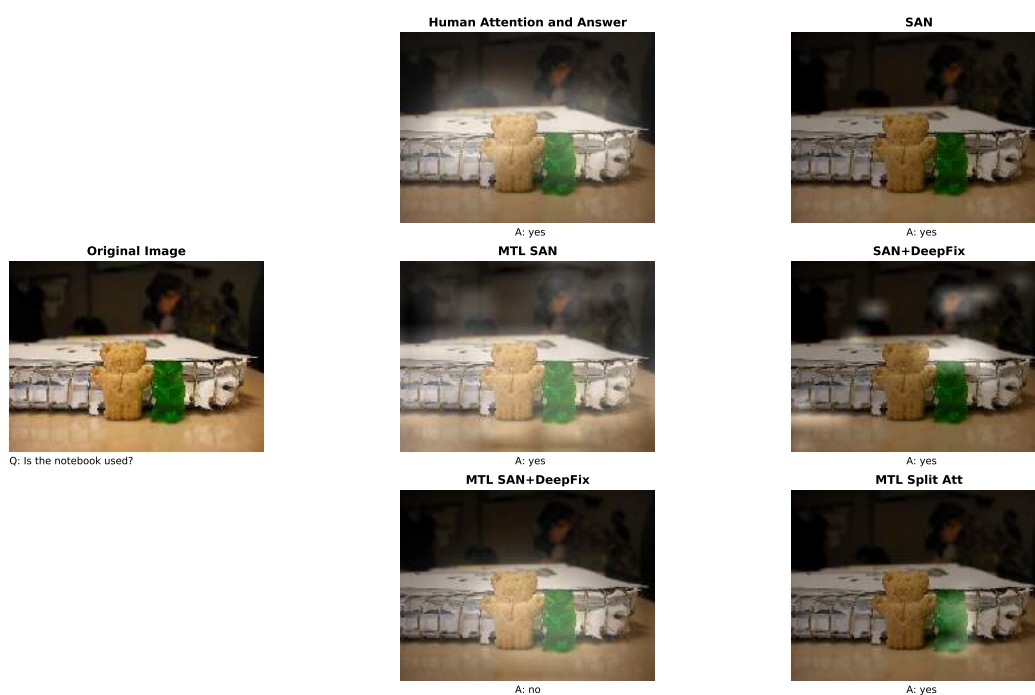 Human Attention and Answer
SAN
A: yes
A: yes
Original Image
MTL SAN
SAN+DeepFix
Q: Is the notebook used?
A: yes
A: yes
MTL SAN+DeepFix
MTL Split Att
A: no
A: yes